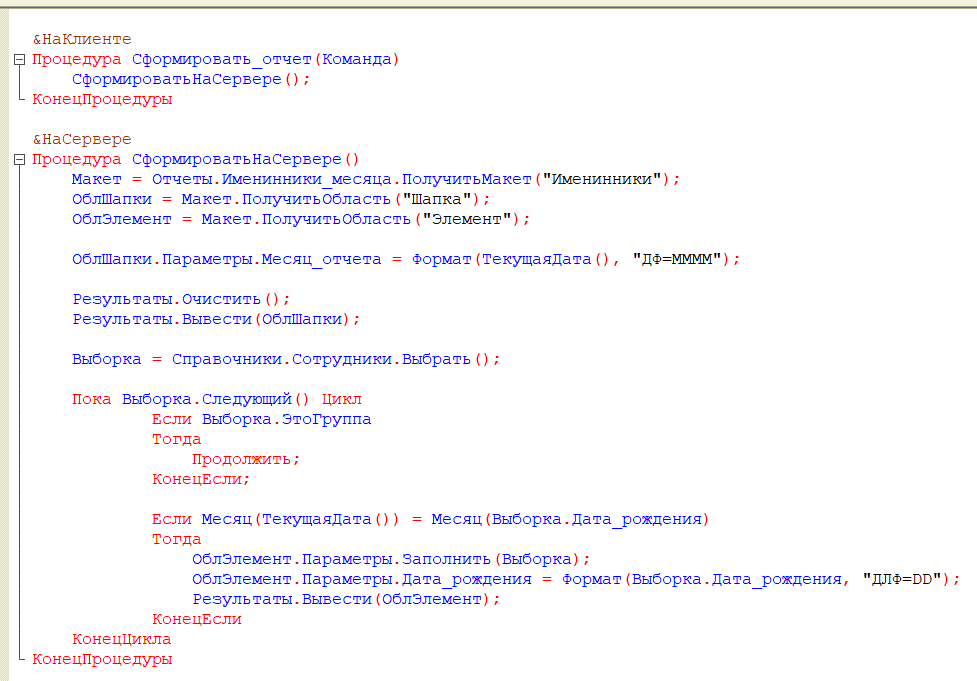 &НаКлиенте
Процедура Сформировать_отчет(Команда)
СформироватьНаСервере();
КонецПроцедуры
&НаСервере
Процедура СформироватьНаСервере()
Макет = Отчеты.Именинники_месяца.ПолучитьМакет("Именинники");
ОблШапки = Макет.ПолучитьОбласть("Шапка");
ОблЭлемент = Макет.ПолучитьОбласть("Элемент");
ОблШапки.Параметры.Месяц_отчета = Формат(ТекущаяДата(), "ДФ=ММММ");
Результаты.Очистить();
Результаты.Вывести(ОблШапки);
Выборка = Справочники.Сотрудники.Выбрать();
Пока Выборка.Следующий() Цикл
Если Выборка.ЭтоГруппа
Тогда
Продолжить;
КонецЕсли;
Если Месяц(ТекущаяДата()) = Месяц(Выборка.Дата_рождения)
Тогда
ОблЭлемент.Параметры.Заполнить(Выборка);
ОблЭлемент.Параметры.Дата_рождения = Формат(Выборка.Дата_рождения, "ДЛФ=DD");
Результаты.Вывести(ОблЭлемент);
КонецЕсли
КонецЦикла
КонецПроцедуры